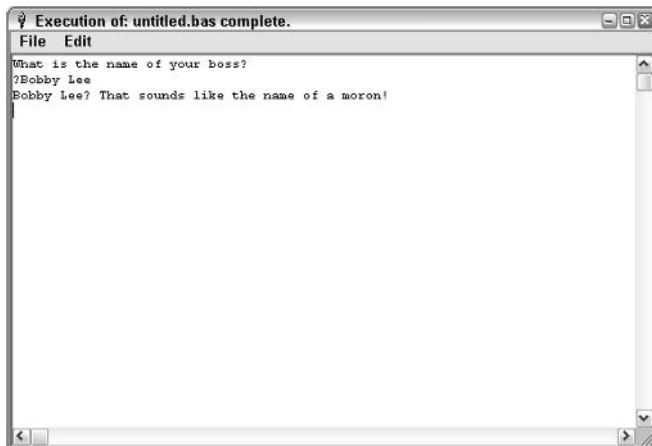 Execution of: untitled.bas complete.
File Edit
What is the name of your boss?
?Bobby Lee
Bobby Lee? That sounds like the name of a moron!